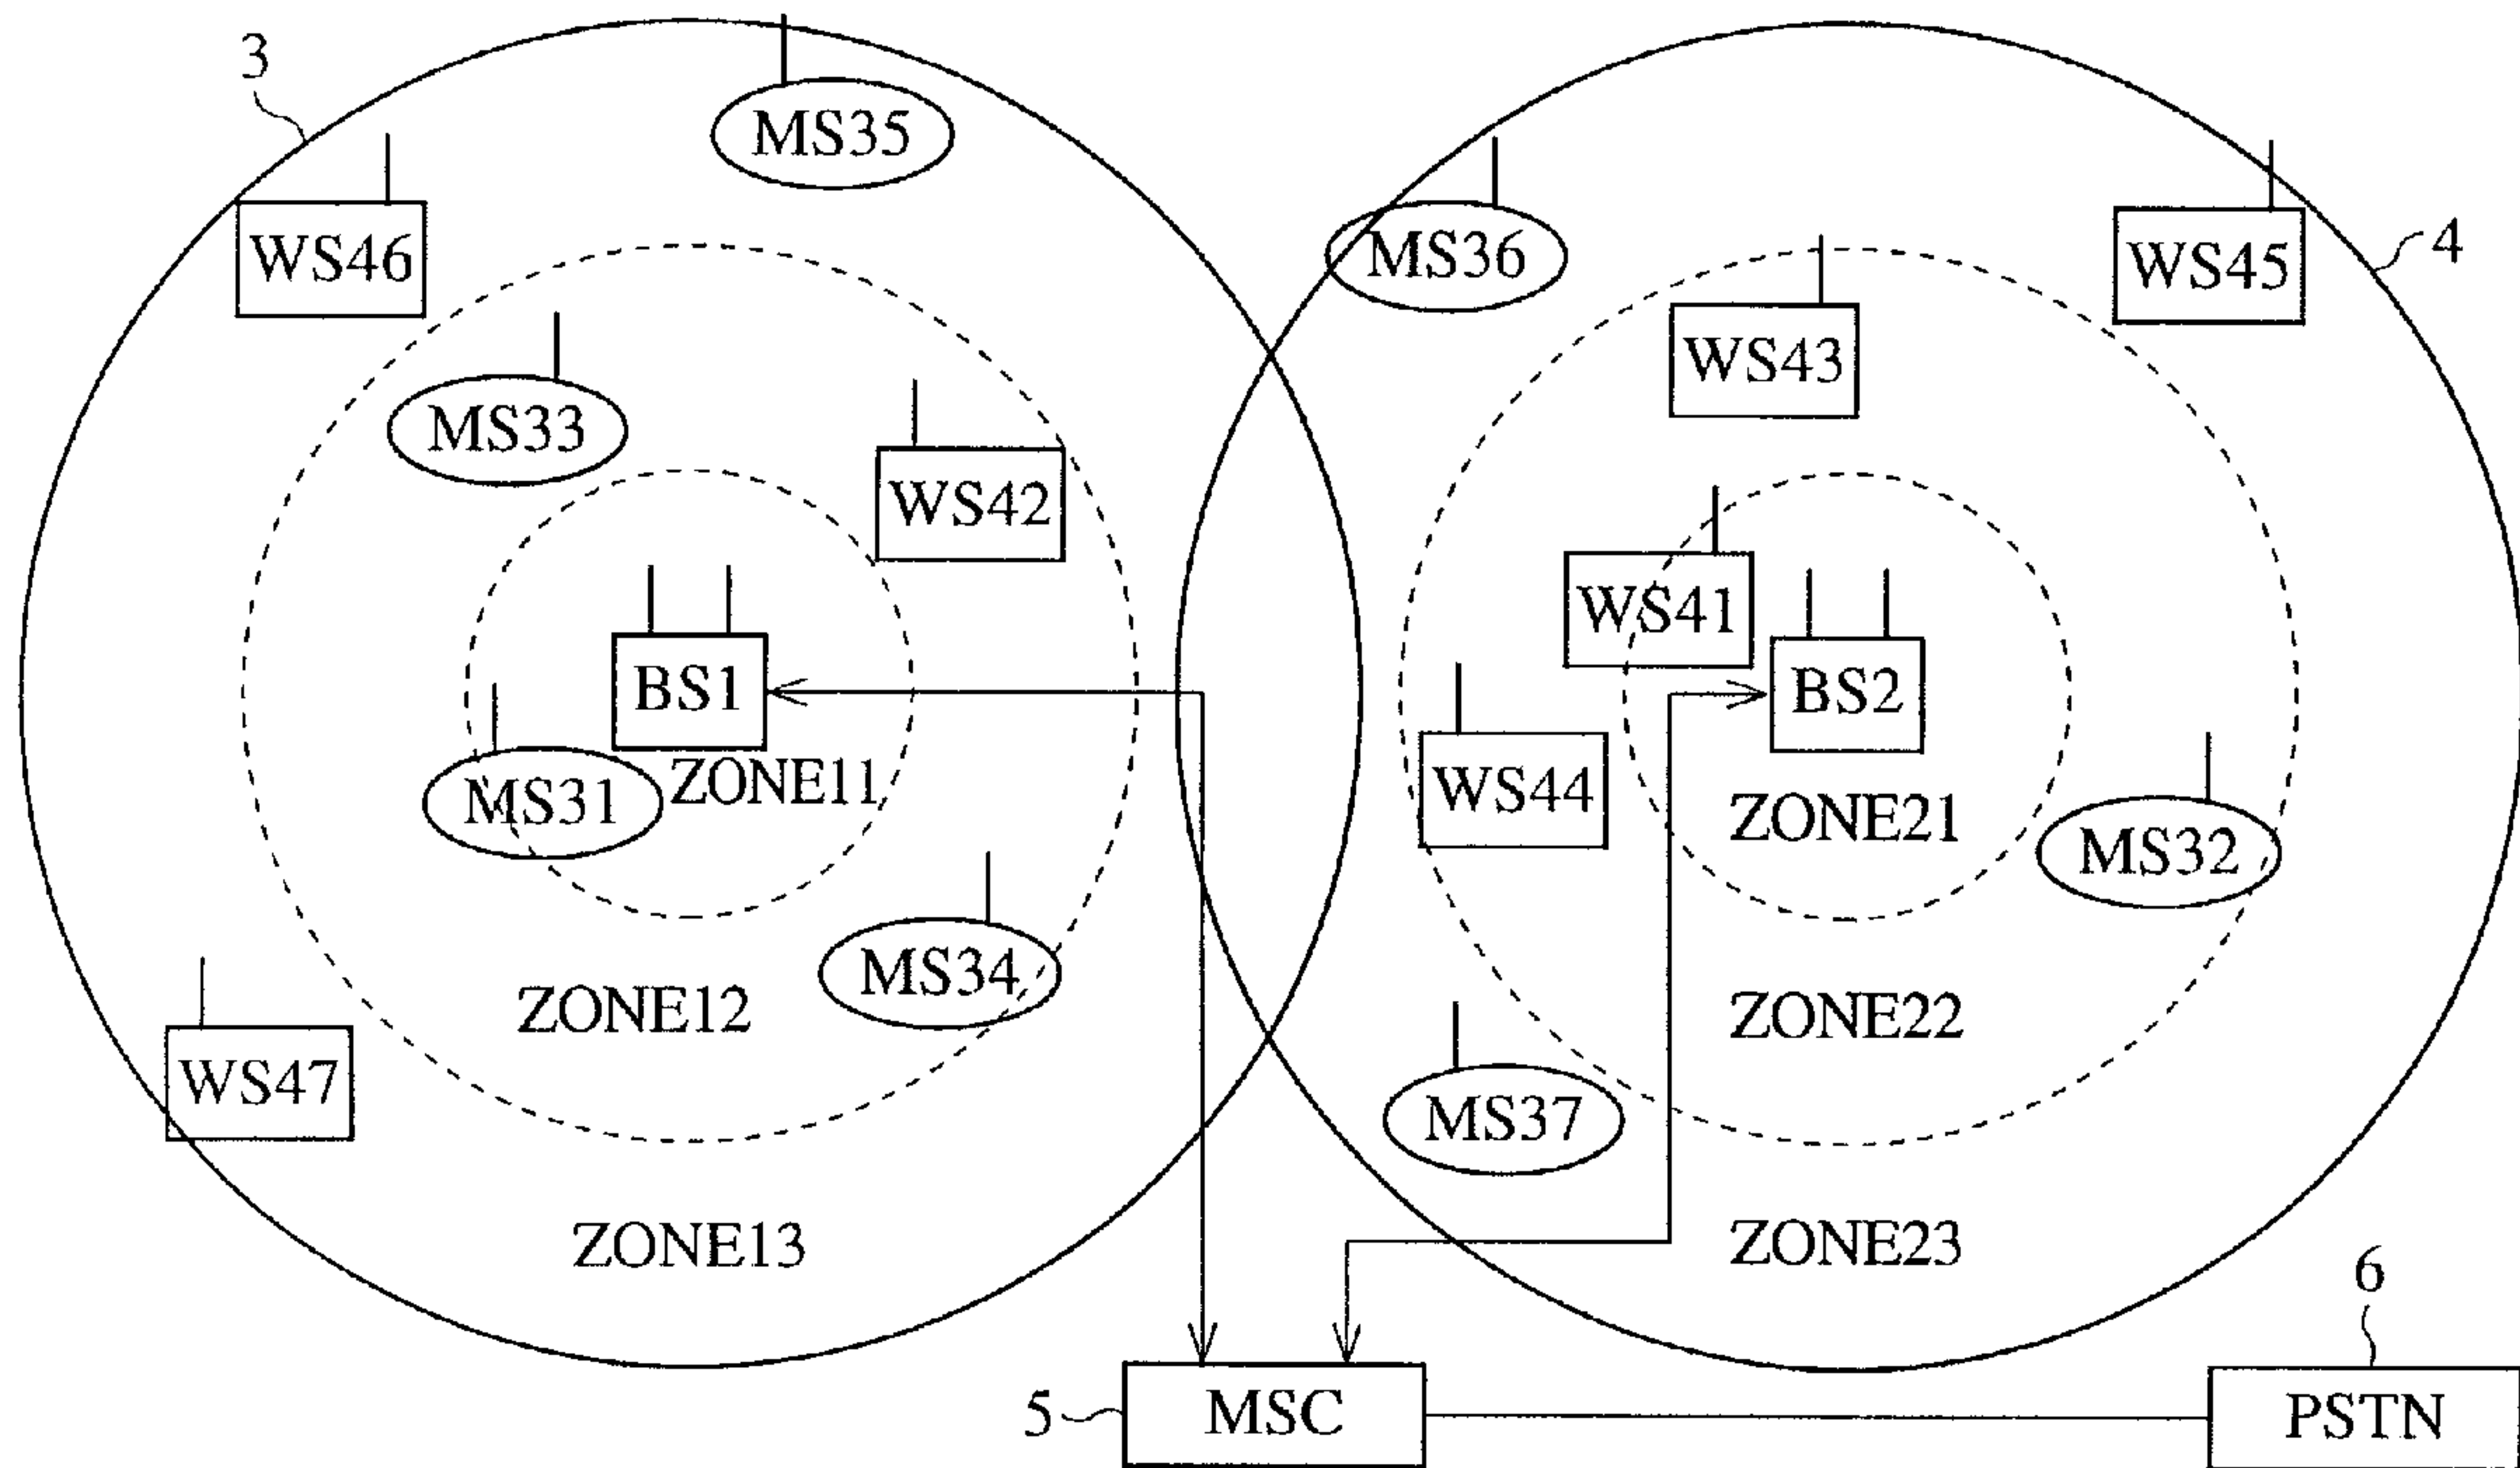 3
MS35
4
WS46
MS36
WS45
WS43
MS33
WS42
WS41
BS1
BS2
MS31
ZONE11
WS44
ZONE21
MS32
MS34
ZONE12
ZONE22
WS47
MS37
ZONE13
ZONE23
6
5
MSC
PSTN